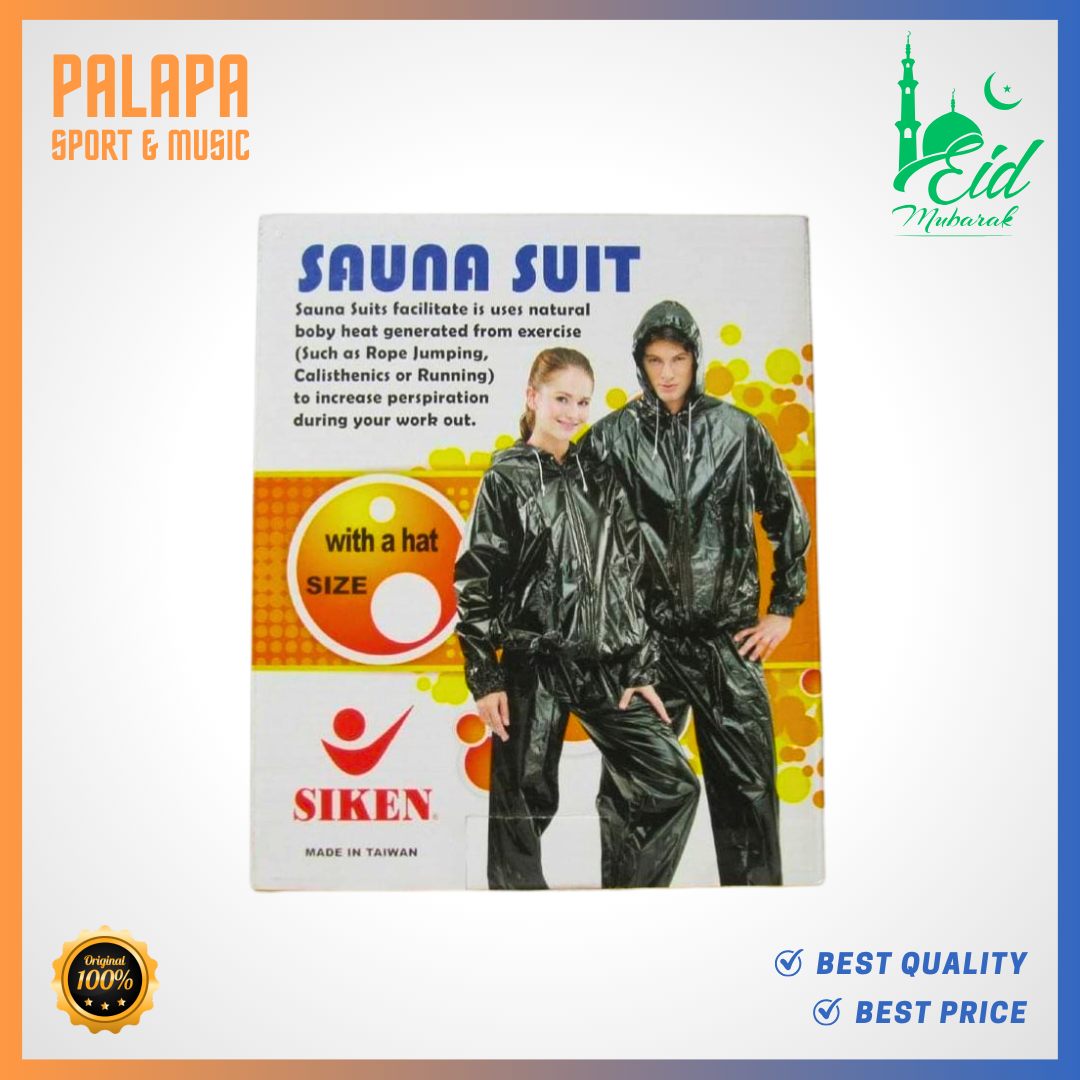 PALAPA
SPORT & MUSIC
Eid
Mubarak
SAUNA SUIT
Sauna Suits facilitate is uses natural
boby heat generated from exercise
(Such as Rope Jumping,
Calisthenics or Running)
to increase perspiration
during your work out.
with a hat
SIZE
SIKEN
MADE IN TAIWAN
Original
100%
BEST QUALITY
BEST PRICE